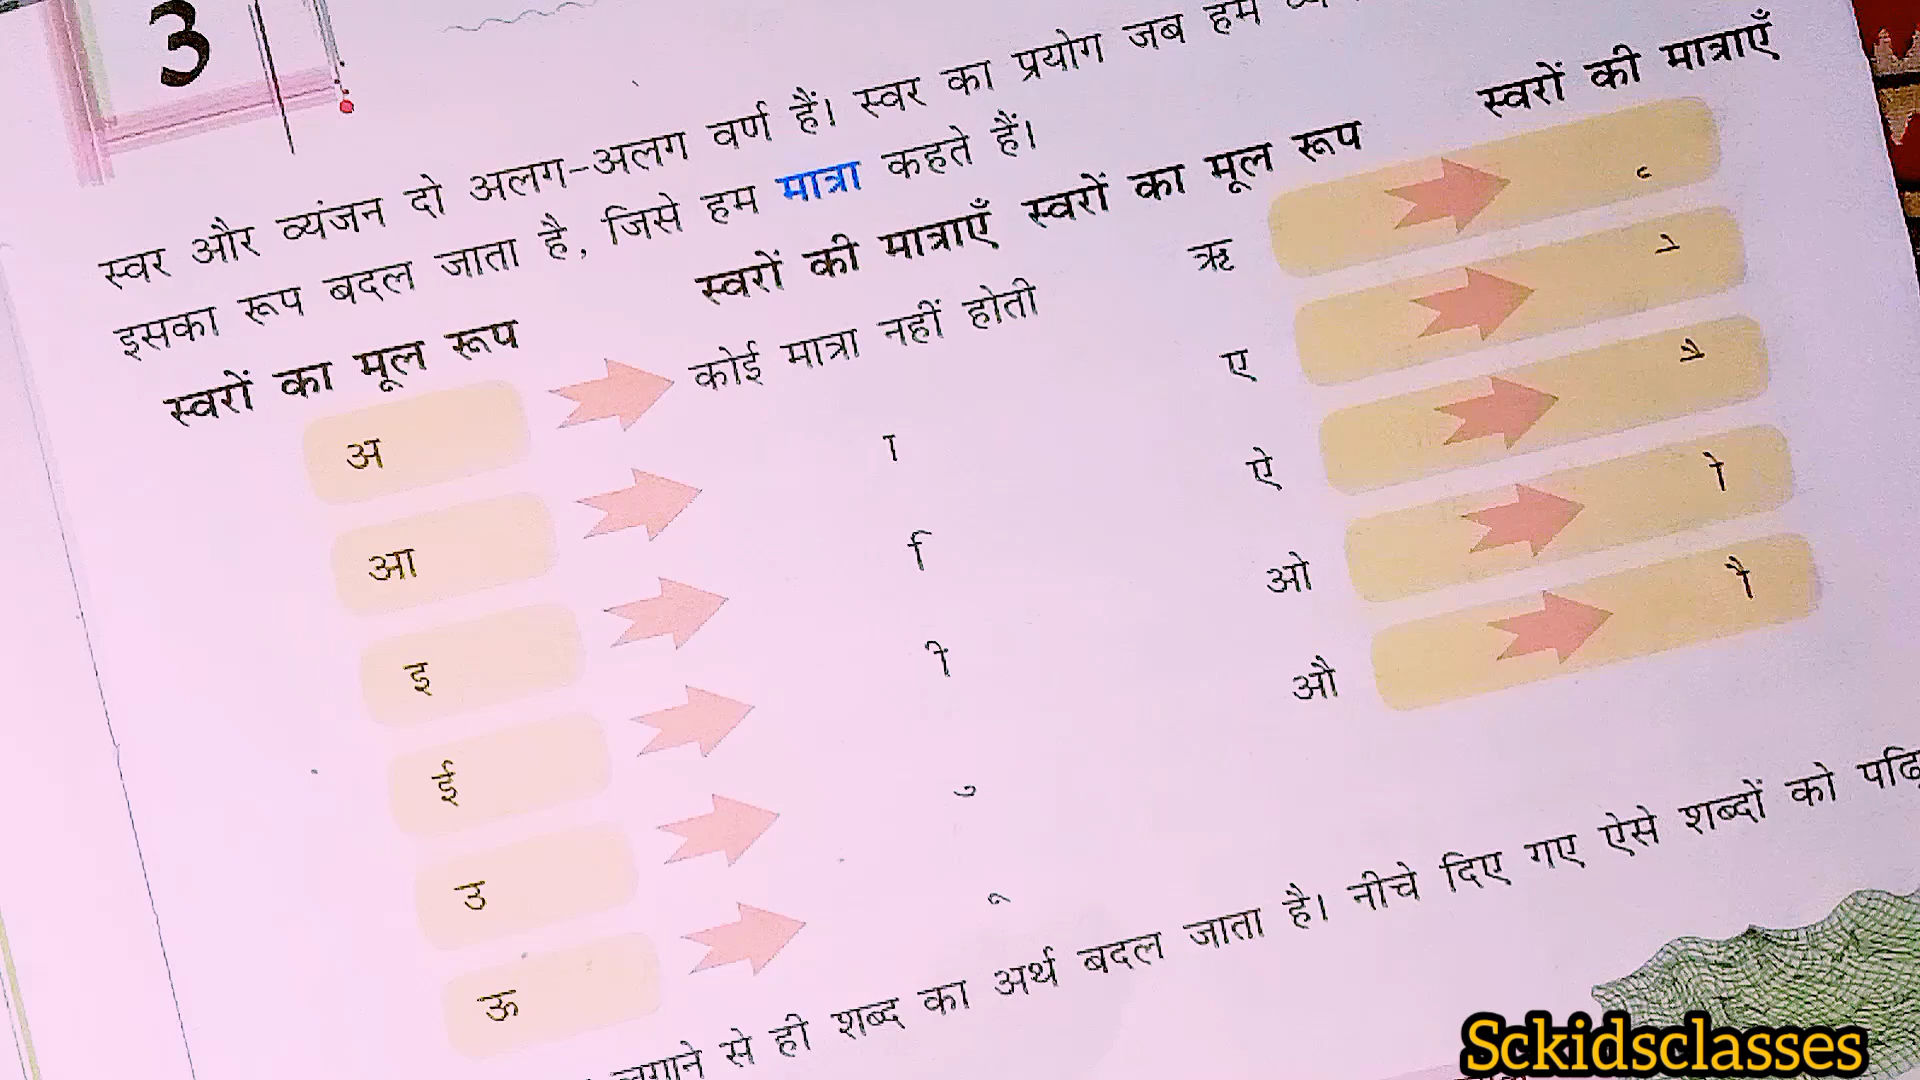 3
स्वर और व्यंजन दो अलग-अलग वर्ण हैं। स्वर का प्रयोग जब हम
इसका रूप बदल जाता है, जिसे हम मात्रा कहते हैं।
स्वरों का मूल रूप स्वरों की मात्राएँ स्वरों का मूल रूप स्वरों की मात्राएँ
अ कोई मात्रा नहीं होती ऋ ृ
आ ा ए े
इ ि ऐ ै
ई ी ओ ो
उ ु औ ौ
ऊ ू
लगाने से ही शब्द का अर्थ बदल जाता है। नीचे दिए गए ऐसे शब्दों को
Sckidsclasses